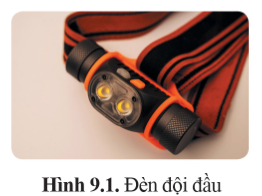 Hình 9.1. Đèn đội đầu